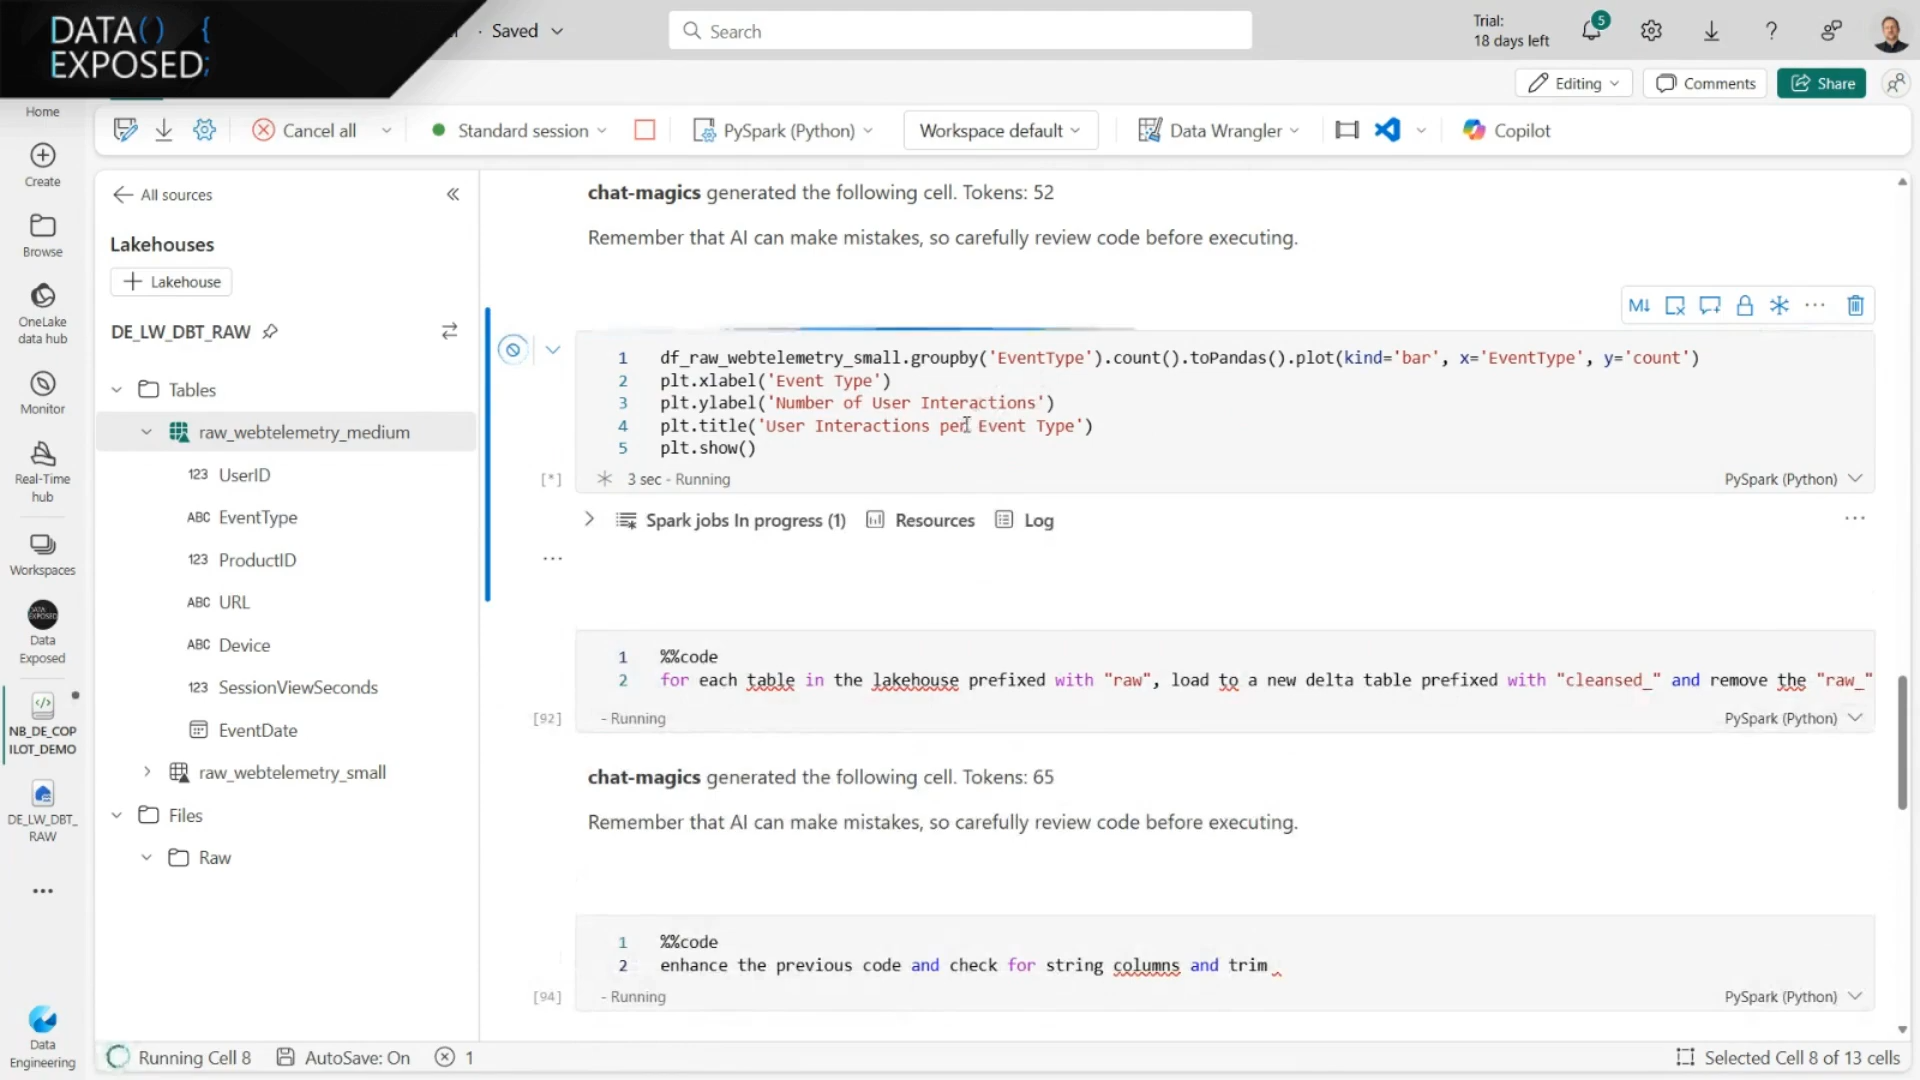 DATA() {
EXPOSED;
Saved
Search
Trial:
18 days left
5
Editing
Comments
Share
Home
Cancel all
Standard session
PySpark (Python)
Workspace default
Data Wrangler
Copilot
Create
Browse
OneLake
data hub
Monitor
Real-Time
hub
Workspaces
DATA
EXPOSED
Data
Exposed
NB_DE_COP
ILOT_DEMO
DE_LW_DBT_
RAW
Data
Engineering
All sources
Lakehouses
Lakehouse
DE_LW_DBT_RAW
Tables
raw_webtelemetry_medium
123 UserID
ABC EventType
123 ProductID
ABC URL
ABC Device
123 SessionViewSeconds
EventDate
raw_webtelemetry_small
Files
Raw
chat-magics generated the following cell. Tokens: 52
Remember that AI can make mistakes, so carefully review code before executing.
M↓
1 df_raw_webtelemetry_small.groupby('EventType').count().toPandas().plot(kind='bar', x='EventType', y='count')
2 plt.xlabel('Event Type')
3 plt.ylabel('Number of User Interactions')
4 plt.title('User Interactions per Event Type')
5 plt.show()
[*] 3 sec - Running PySpark (Python)
Spark jobs In progress (1) Resources Log
1 %%code
2 for each table in the lakehouse prefixed with "raw", load to a new delta table prefixed with "cleansed_" and remove the "raw_"
[92] - Running PySpark (Python)
chat-magics generated the following cell. Tokens: 65
Remember that AI can make mistakes, so carefully review code before executing.
1 %%code
2 enhance the previous code and check for string columns and trim
[94] - Running PySpark (Python)
Running Cell 8 AutoSave: On 1
Selected Cell 8 of 13 cells